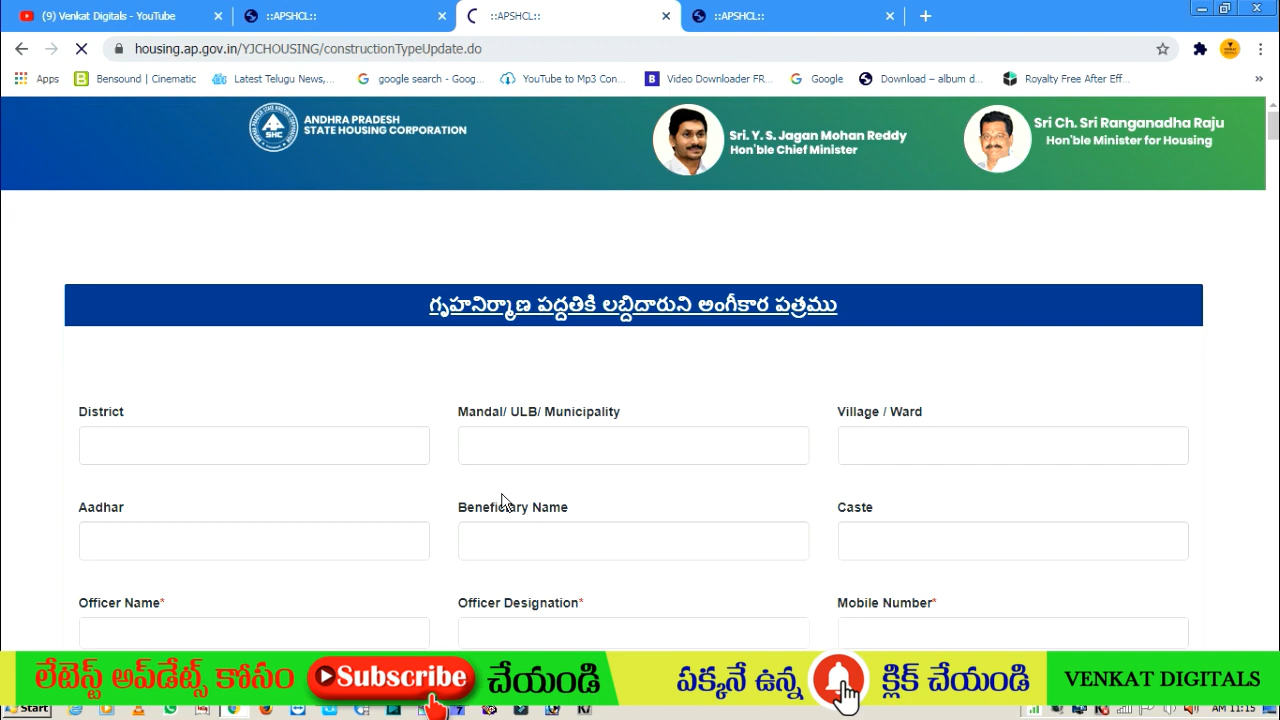 (9) Venkat Digitals - YouTube
::APSHCL::
::APSHCL::
::APSHCL::
housing.ap.gov.in/YJCHOUSING/constructionTypeUpdate.do
Apps
Bensound | Cinematic
Latest Telugu News,...
google search - Goog...
YouTube to Mp3 Con...
Video Downloader FR...
Google
Download – album d...
Royalty Free After Eff...
ANDHRA PRADESH
STATE HOUSING CORPORATION
SHC
Sri. Y. S. Jagan Mohan Reddy
Hon'ble Chief Minister
Sri Ch. Sri Ranganadha Raju
Hon'ble Minister for Housing
గృహనిర్మాణ పద్దతికి లబ్దిదారుని అంగీకార పత్రము
District
Mandal/ ULB/ Municipality
Village / Ward
Aadhar
Beneficiary Name
Caste
Officer Name*
Officer Designation*
Mobile Number*
లేటెస్ట్ అప్‌డేట్స్ కోసం Subscribe చేయండి
పక్కనే ఉన్న క్లిక్ చేయండి
VENKAT DIGITALS
Start
AM 11:15